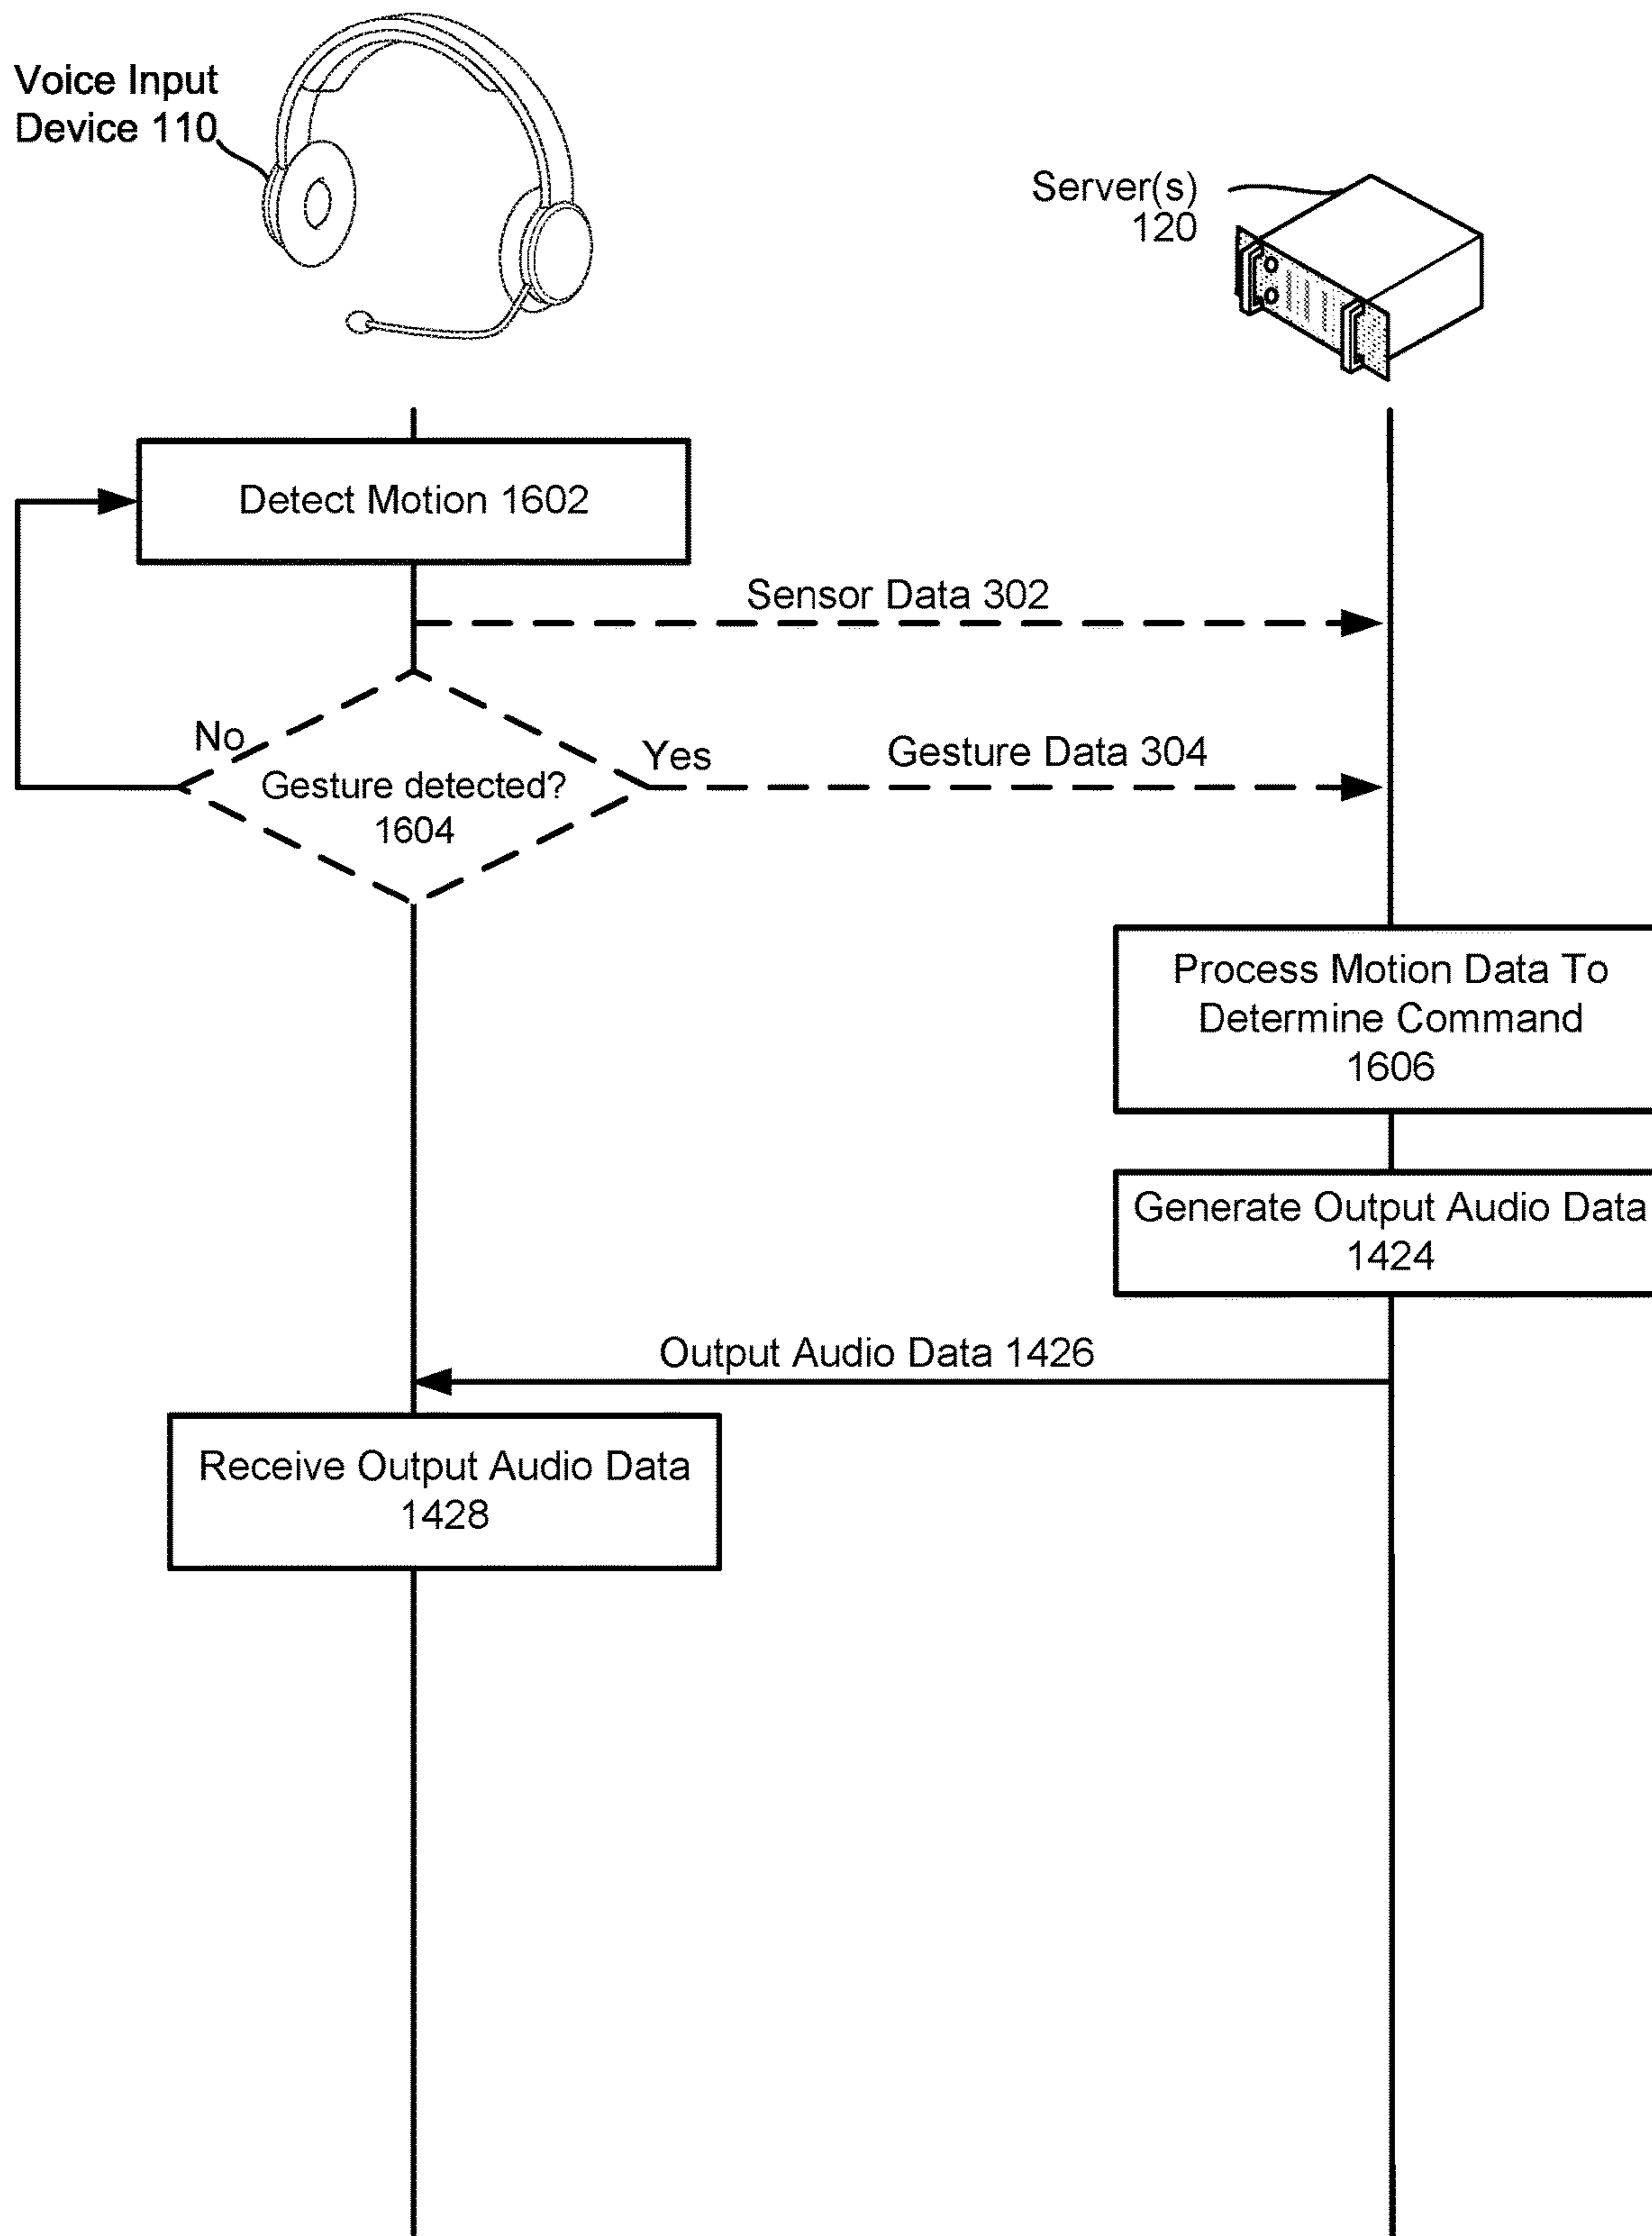 Voice Input
Device 110
Server(s)
120
Detect Motion 1602
Sensor Data 302
No
Yes
Gesture Data 304
Gesture detected?
1604
Process Motion Data To
Determine Command
1606
Generate Output Audio Data
1424
Output Audio Data 1426
Receive Output Audio Data
1428